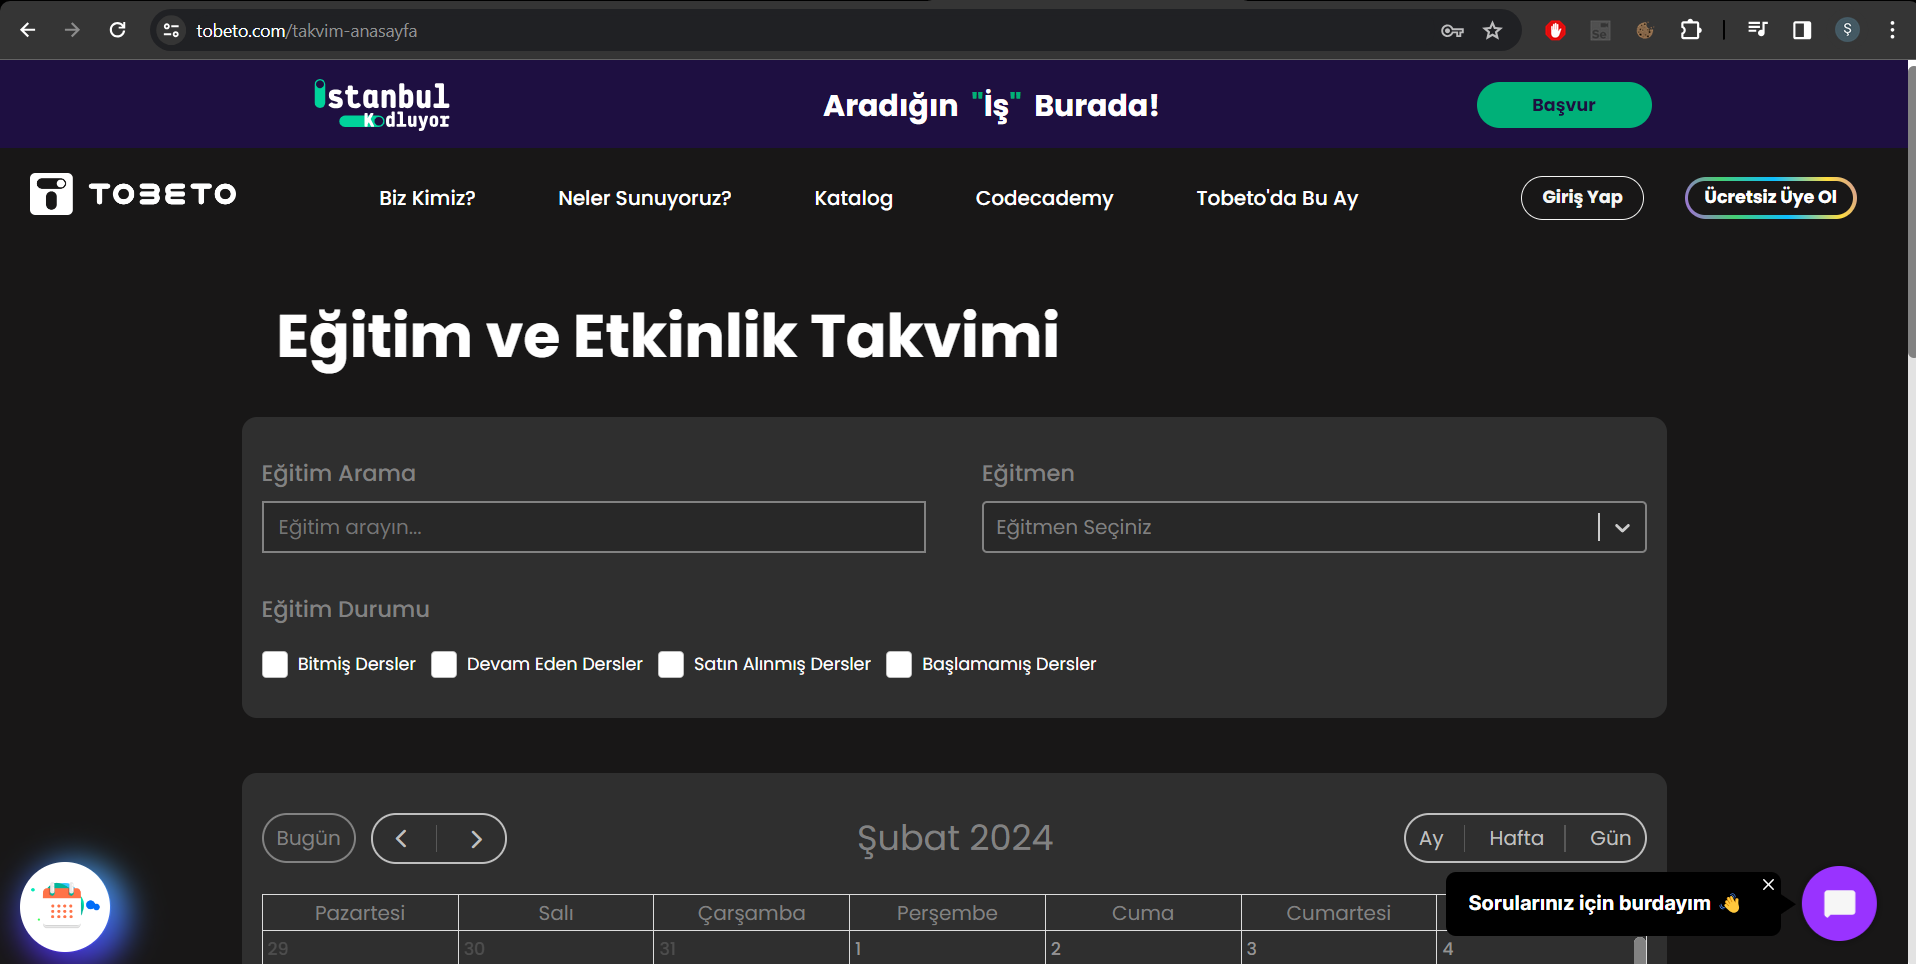 tobeto.com/takvim-anasayfa
Ş
istanbul
Kodluyor
Aradığın "İş" Burada!
Başvur
TOBETO
Biz Kimiz?
Neler Sunuyoruz?
Katalog
Codecademy
Tobeto'da Bu Ay
Giriş Yap
Ücretsiz Üye Ol
Eğitim ve Etkinlik Takvimi
Eğitim Arama
Eğitmen
Eğitim arayın...
Eğitmen Seçiniz
Eğitim Durumu
Bitmiş Dersler
Devam Eden Dersler
Satın Alınmış Dersler
Başlamamış Dersler
Bugün
Şubat 2024
Ay
Hafta
Gün
Pazartesi
Salı
Çarşamba
Perşembe
Cuma
Cumartesi
Sorularınız için burdayım 👋
29
30
31
1
2
3
4